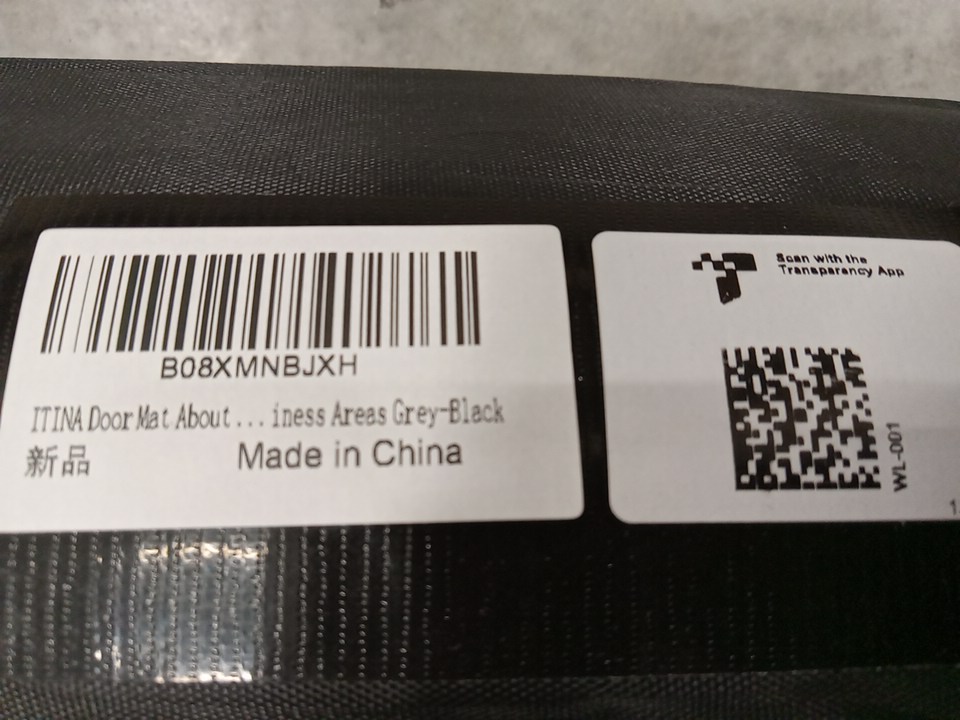 B08XMNBJXH
ITINA Door Mat About...iness Areas Grey-Black
新品
Made in China
Scan with the
Transparency App
WL-001